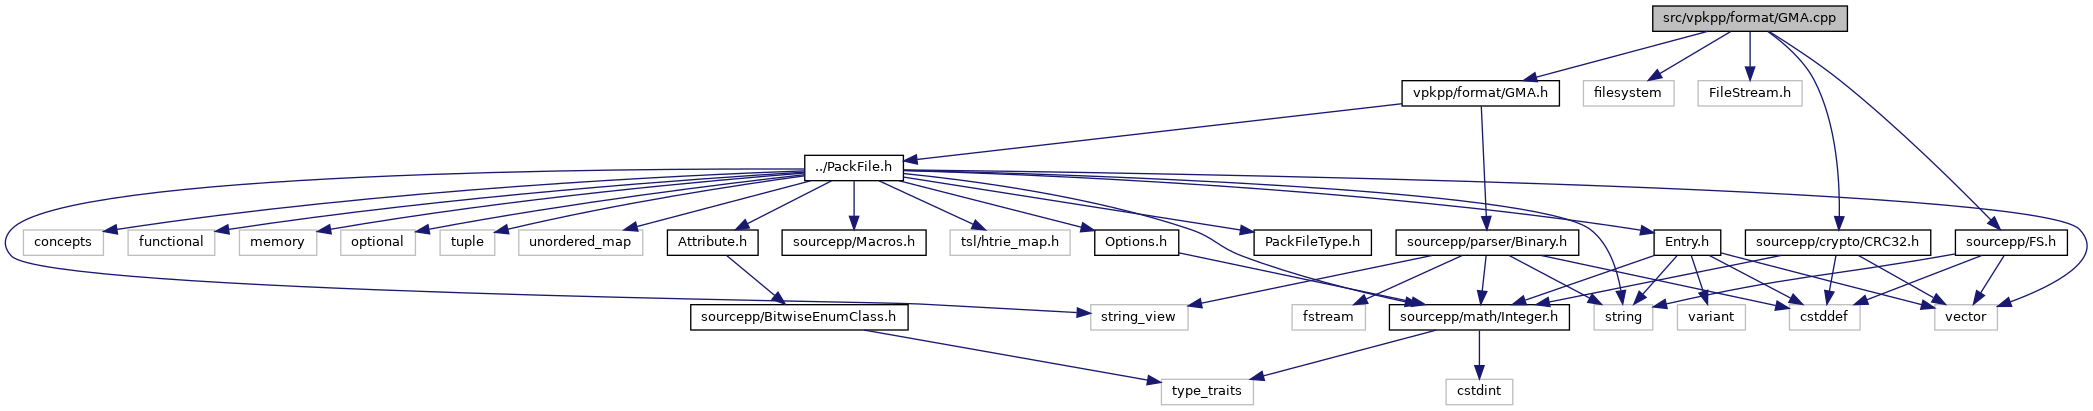 src/vpkpp/format/GMA.cpp
vpkpp/format/GMA.h
filesystem
FileStream.h
../PackFile.h
concepts
functional
memory
optional
tuple
unordered_map
Attribute.h
sourcepp/Macros.h
tsl/htrie_map.h
Options.h
PackFileType.h
sourcepp/parser/Binary.h
Entry.h
sourcepp/crypto/CRC32.h
sourcepp/FS.h
sourcepp/BitwiseEnumClass.h
string_view
fstream
sourcepp/math/Integer.h
string
variant
cstddef
vector
type_traits
cstdint